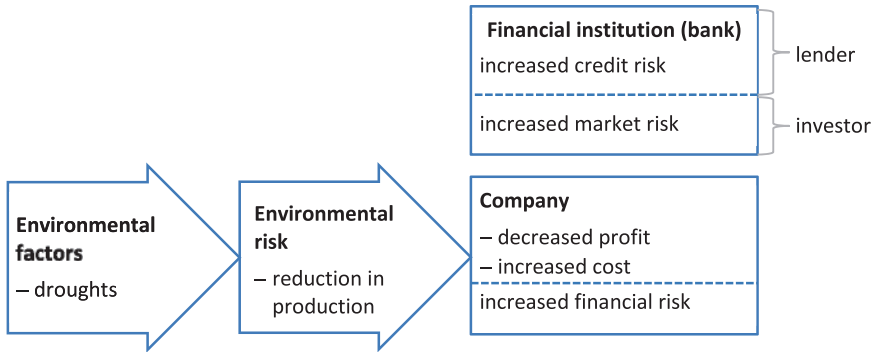 Financial institution (bank)
increased credit risk
lender
increased market risk
investor
Environmental
factors
– droughts
Environmental
risk
– reduction in
production
Company
– decreased profit
– increased cost
increased financial risk